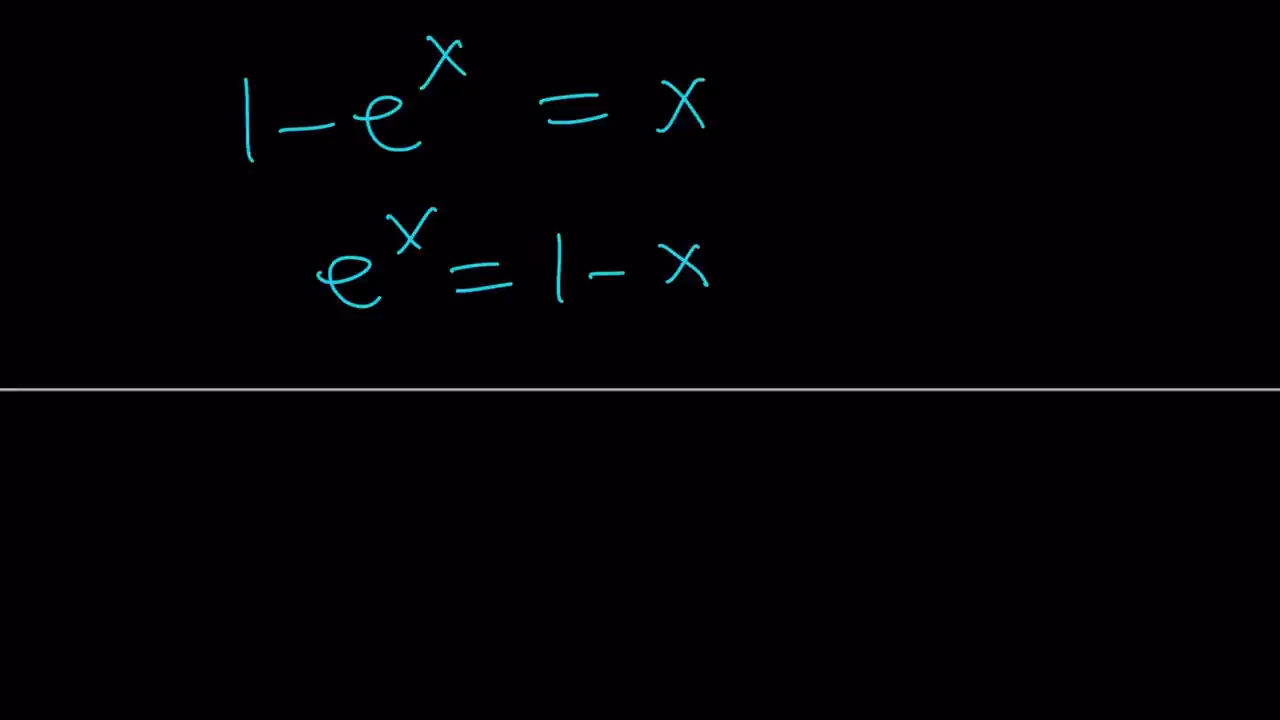 1 - e^x = x
e^x = 1 - x